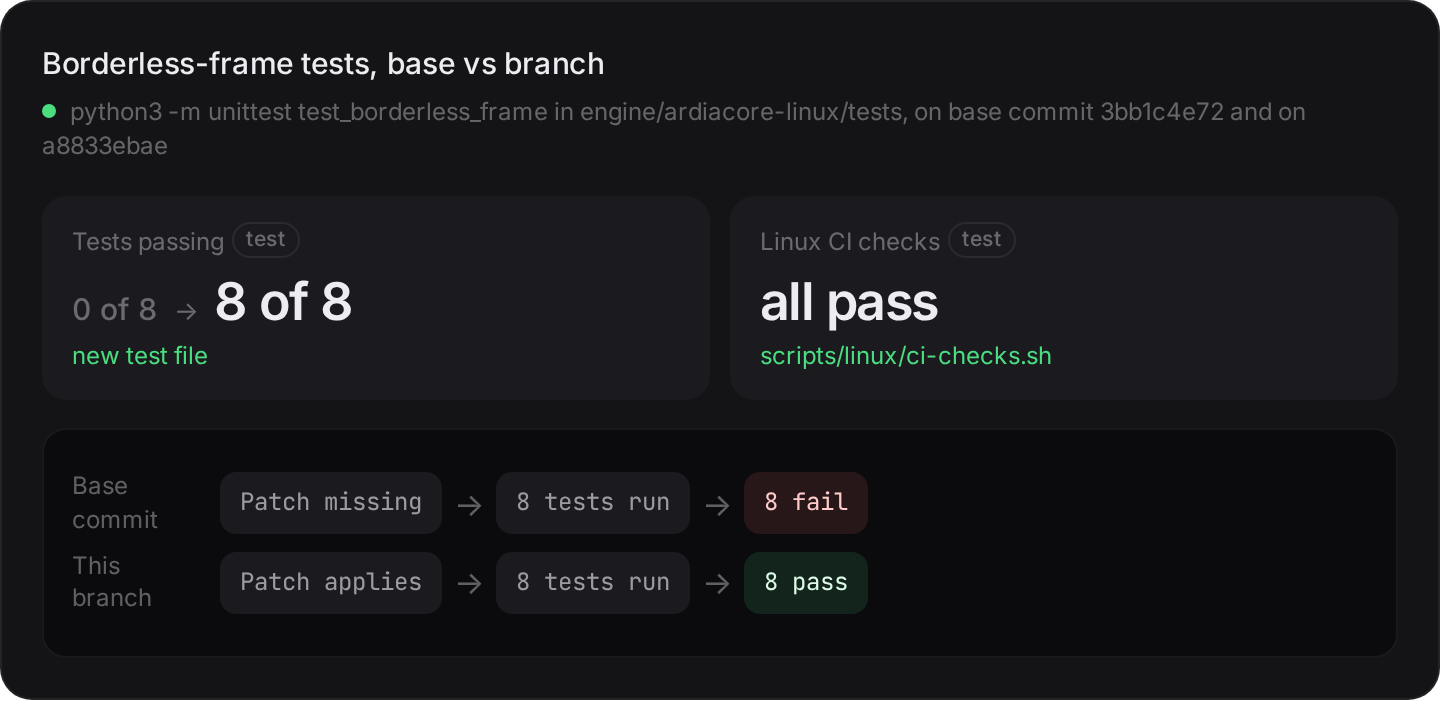 Borderless-frame tests, base vs branch
python3 -m unittest test_borderless_frame in engine/ardiacore-linux/tests, on base commit 3bb1c4e72 and on
a8833ebae
Tests passing test
0 of 8 → 8 of 8
new test file
Linux CI checks test
all pass
scripts/linux/ci-checks.sh
Base
commit
Patch missing → 8 tests run → 8 fail
This
branch
Patch applies → 8 tests run → 8 pass